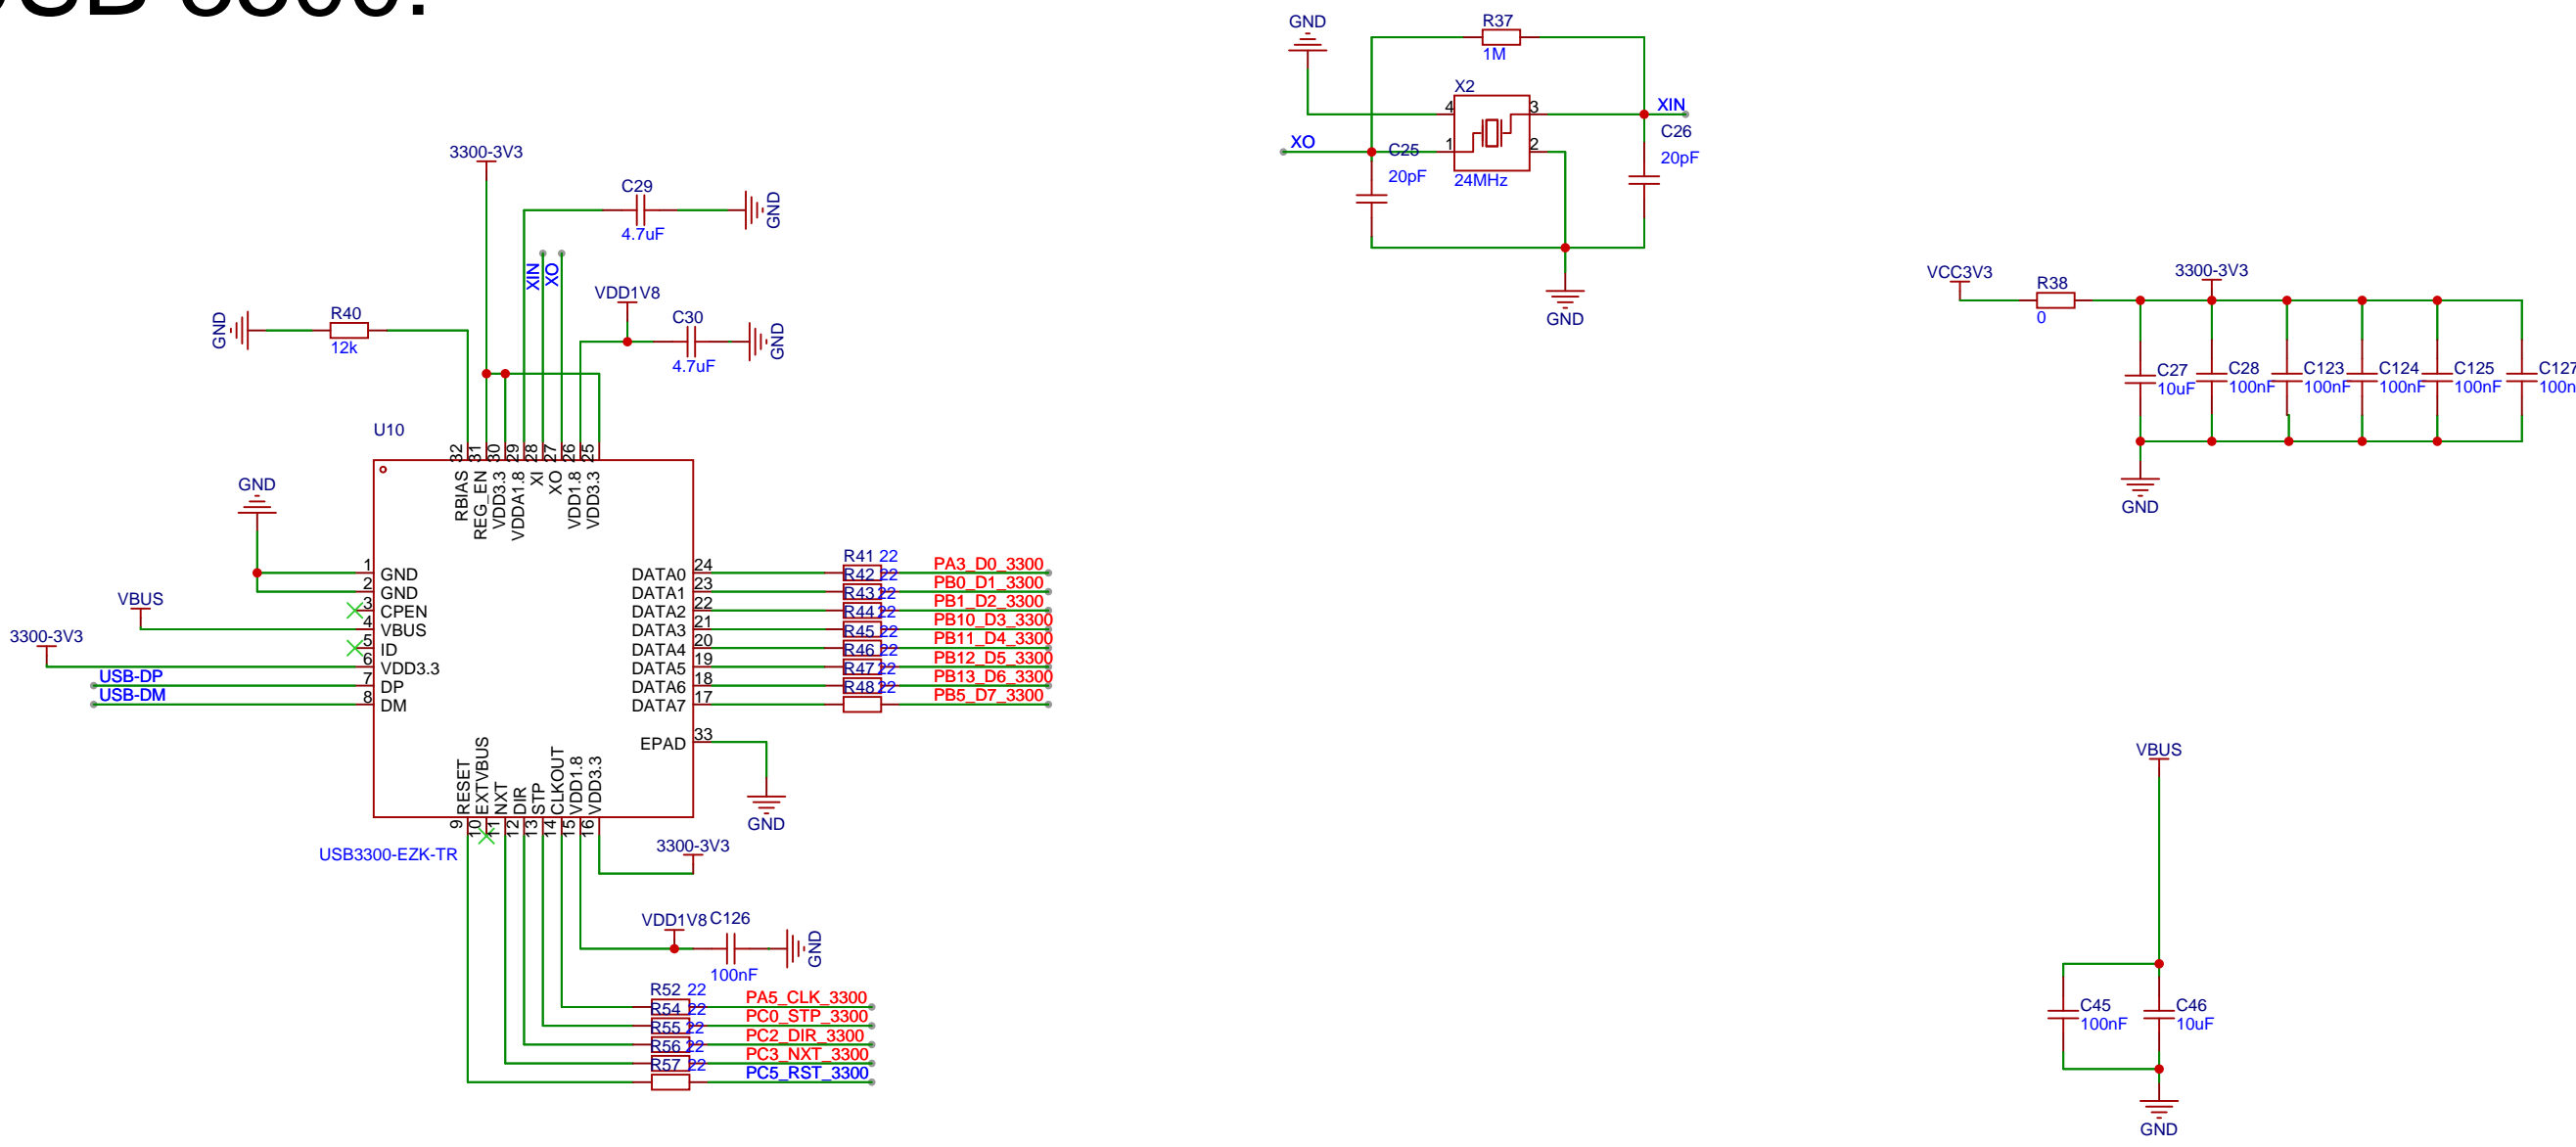 USB 3300:
GND
R37
1M
X2
4
3
XIN
C26
20pF
XO
C25
20pF
1
2
24MHz
GND
3300-3V3
C29
4.7uF
GND
XIN
XO
VDD1V8
C30
4.7uF
GND
GND
R40
12k
VCC3V3
R38
0
3300-3V3
C27
10uF
C28
100nF
C123
100nF
C124
100nF
C125
100nF
C127
100n
GND
U10
32
31
30
29
28
27
26
25
RBIAS
REG_EN
VDD3.3
VDDA1.8
XI
XO
VDD1.8
VDD3.3
GND
1
GND
2
GND
3
CPEN
VBUS
4
VBUS
5
ID
3300-3V3
6
VDD3.3
USB-DP
7
DP
USB-DM
8
DM
DATA0
24
R41 22
PA3_D0_3300
DATA1
23
R42 22
PB0_D1_3300
DATA2
22
R43 22
PB1_D2_3300
DATA3
21
R44 22
PB10_D3_3300
DATA4
20
R45 22
PB11_D4_3300
DATA5
19
R46 22
PB12_D5_3300
DATA6
18
R47 22
PB13_D6_3300
DATA7
17
R48 22
PB5_D7_3300
EPAD
33
GND
RESET
EXTVBUS
NXT
DIR
STP
CLKOUT
VDD1.8
VDD3.3
9
10
11
12
13
14
15
16
USB3300-EZK-TR
3300-3V3
VDD1V8
C126
100nF
GND
R52 22
PA5_CLK_3300
R54 22
PC0_STP_3300
R55 22
PC2_DIR_3300
R56 22
PC3_NXT_3300
R57 22
PC5_RST_3300
VBUS
C45
100nF
C46
10uF
GND